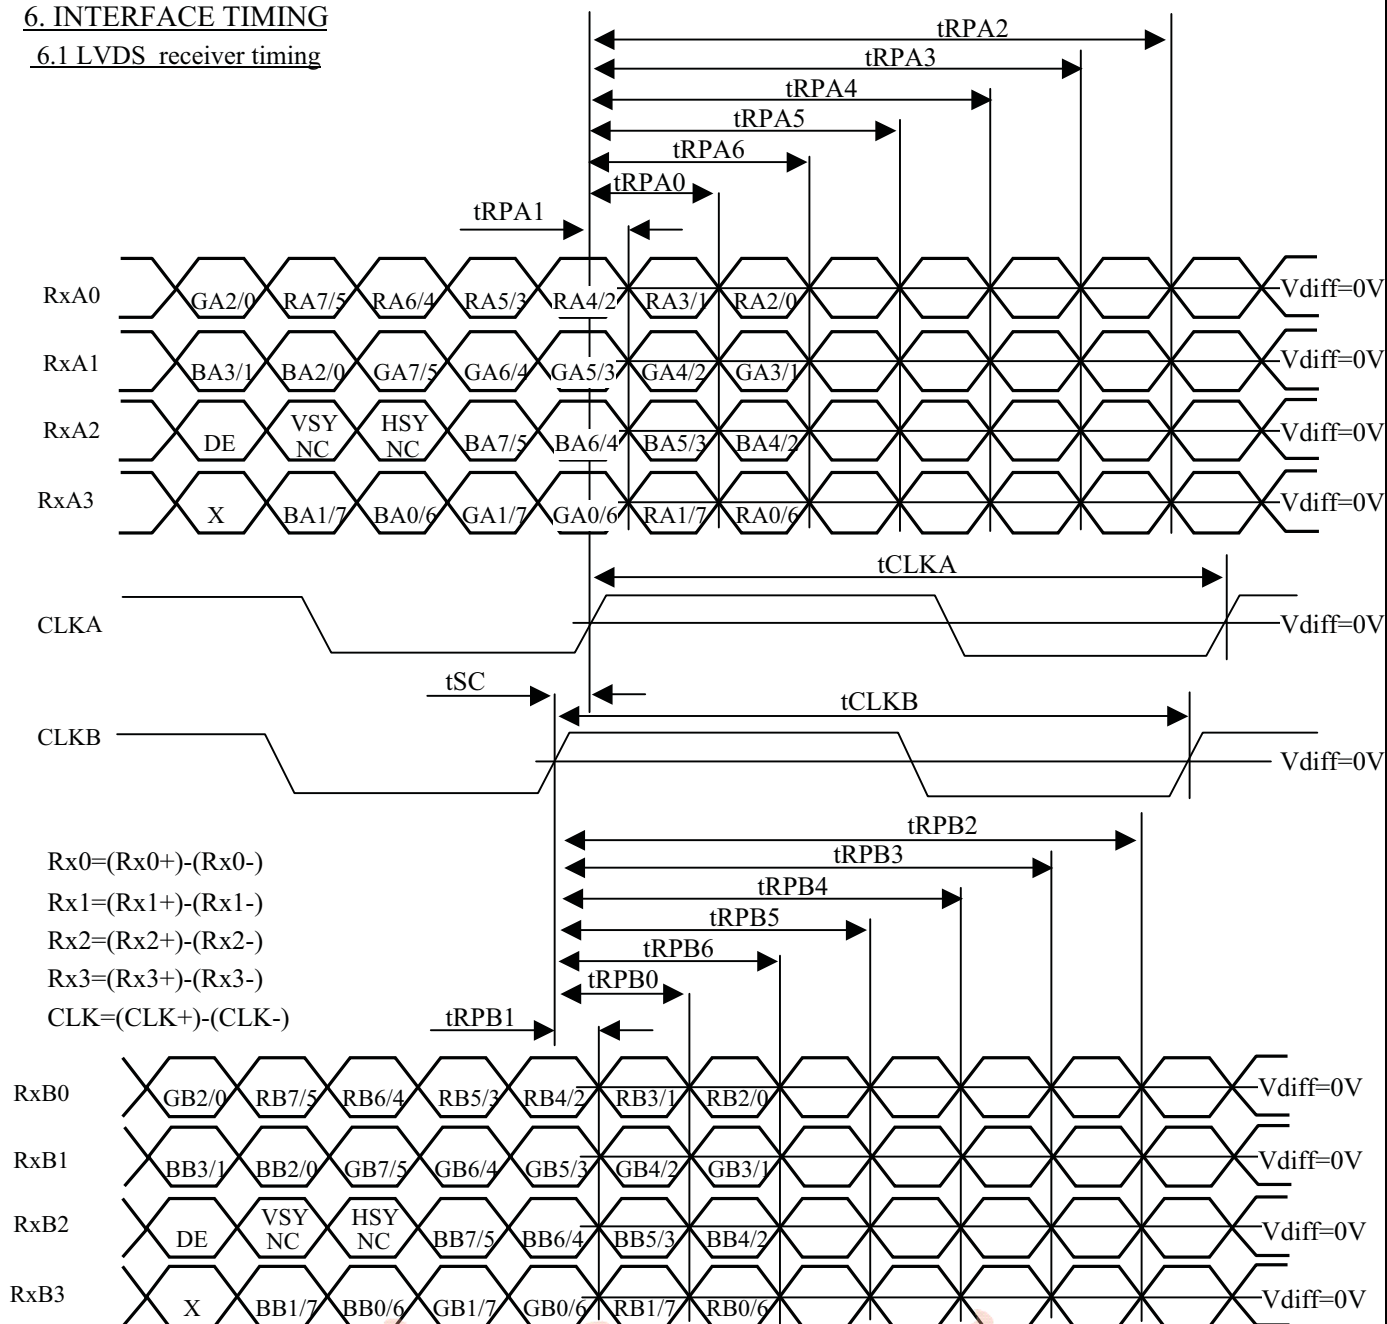 6. INTERFACE TIMING
6.1 LVDS receiver timing
tRPA2
tRPA3
tRPA4
tRPA5
tRPA6
tRPA0
tRPA1
RxA0 GA2/0 RA7/5 RA6/4 RA5/3 RA4/2 RA3/1 RA2/0 Vdiff=0V
RxA1 BA3/1 BA2/0 GA7/5 GA6/4 GA5/3 GA4/2 GA3/1 Vdiff=0V
RxA2 DE VSY NC HSY NC BA7/5 BA6/4 BA5/3 BA4/2 Vdiff=0V
RxA3 X BA1/7 BA0/6 GA1/7 GA0/6 RA1/7 RA0/6 Vdiff=0V
tCLKA
CLKA Vdiff=0V
tSC
tCLKB
CLKB Vdiff=0V
tRPB2
tRPB3
tRPB4
tRPB5
tRPB6
tRPB0
tRPB1
Rx0=(Rx0+)-(Rx0-)
Rx1=(Rx1+)-(Rx1-)
Rx2=(Rx2+)-(Rx2-)
Rx3=(Rx3+)-(Rx3-)
CLK=(CLK+)-(CLK-)
RxB0 GB2/0 RB7/5 RB6/4 RB5/3 RB4/2 RB3/1 RB2/0 Vdiff=0V
RxB1 BB3/1 BB2/0 GB7/5 GB6/4 GB5/3 GB4/2 GB3/1 Vdiff=0V
RxB2 DE VSY NC HSY NC BB7/5 BB6/4 BB5/3 BB4/2 Vdiff=0V
RxB3 X BB1/7 BB0/6 GB1/7 GB0/6 RB1/7 RB0/6 Vdiff=0V